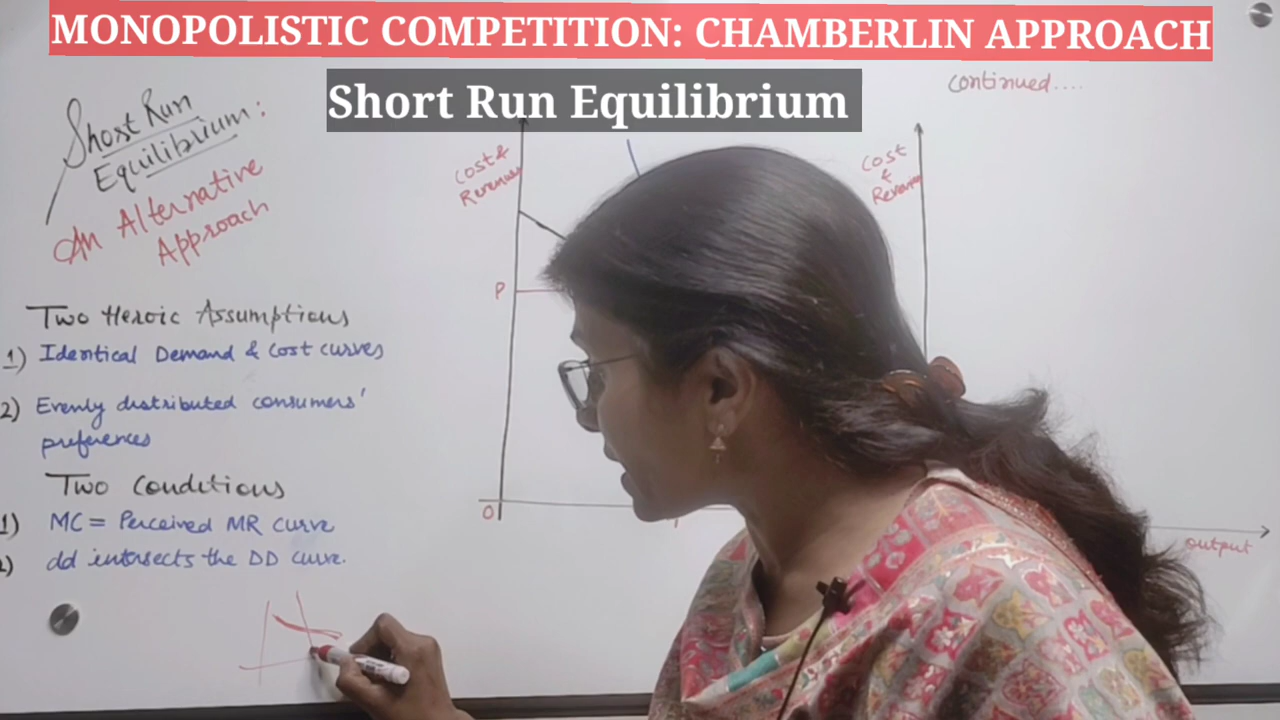 MONOPOLISTIC COMPETITION: CHAMBERLIN APPROACH
Short Run Equilibrium
continued....
Short Run
Equilibrium:
An Alternative
Approach
Two Heroic Assumptions
1) Identical Demand & Cost curves
2) Evenly distributed consumers'
preferences
Two Conditions
1) MC = Perceived MR curve
) dd intersects the DD curve.
Cost &
Revenues
P
O
Cost
&
Revenue
output